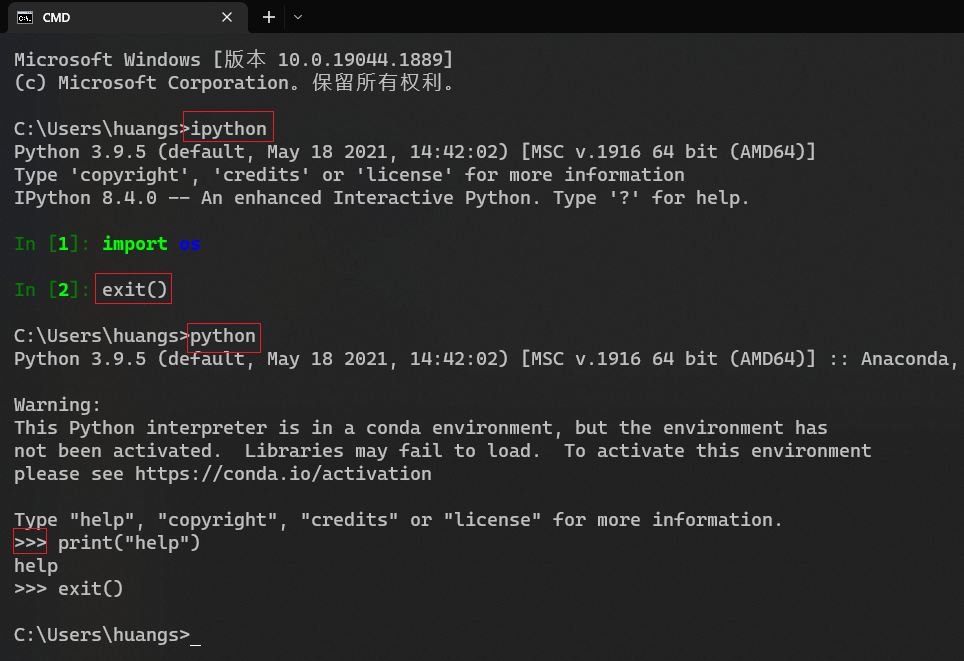 CMD
Microsoft Windows [版本 10.0.19044.1889]
(c) Microsoft Corporation。保留所有权利。
C:\Users\huangs>ipython
Python 3.9.5 (default, May 18 2021, 14:42:02) [MSC v.1916 64 bit (AMD64)]
Type 'copyright', 'credits' or 'license' for more information
IPython 8.4.0 -- An enhanced Interactive Python. Type '?' for help.
In [1]: import os
In [2]: exit()
C:\Users\huangs>python
Python 3.9.5 (default, May 18 2021, 14:42:02) [MSC v.1916 64 bit (AMD64)] :: Anaconda,
Warning:
This Python interpreter is in a conda environment, but the environment has
not been activated.  Libraries may fail to load.  To activate this environment
please see https://conda.io/activation
Type "help", "copyright", "credits" or "license" for more information.
>>> print("help")
help
>>> exit()
C:\Users\huangs>_